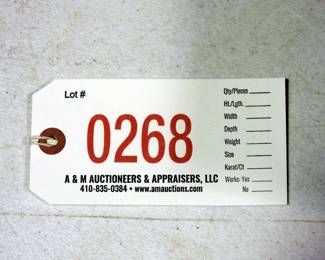 Lot #
0268
A & M AUCTIONEERS & APPRAISERS, LLC
410-835-0384 • www.amauctions.com
Qty/Pieces
Ht./Lgth.
Width
Depth
Weight
Size
Karat/Ct
Works: Yes
No